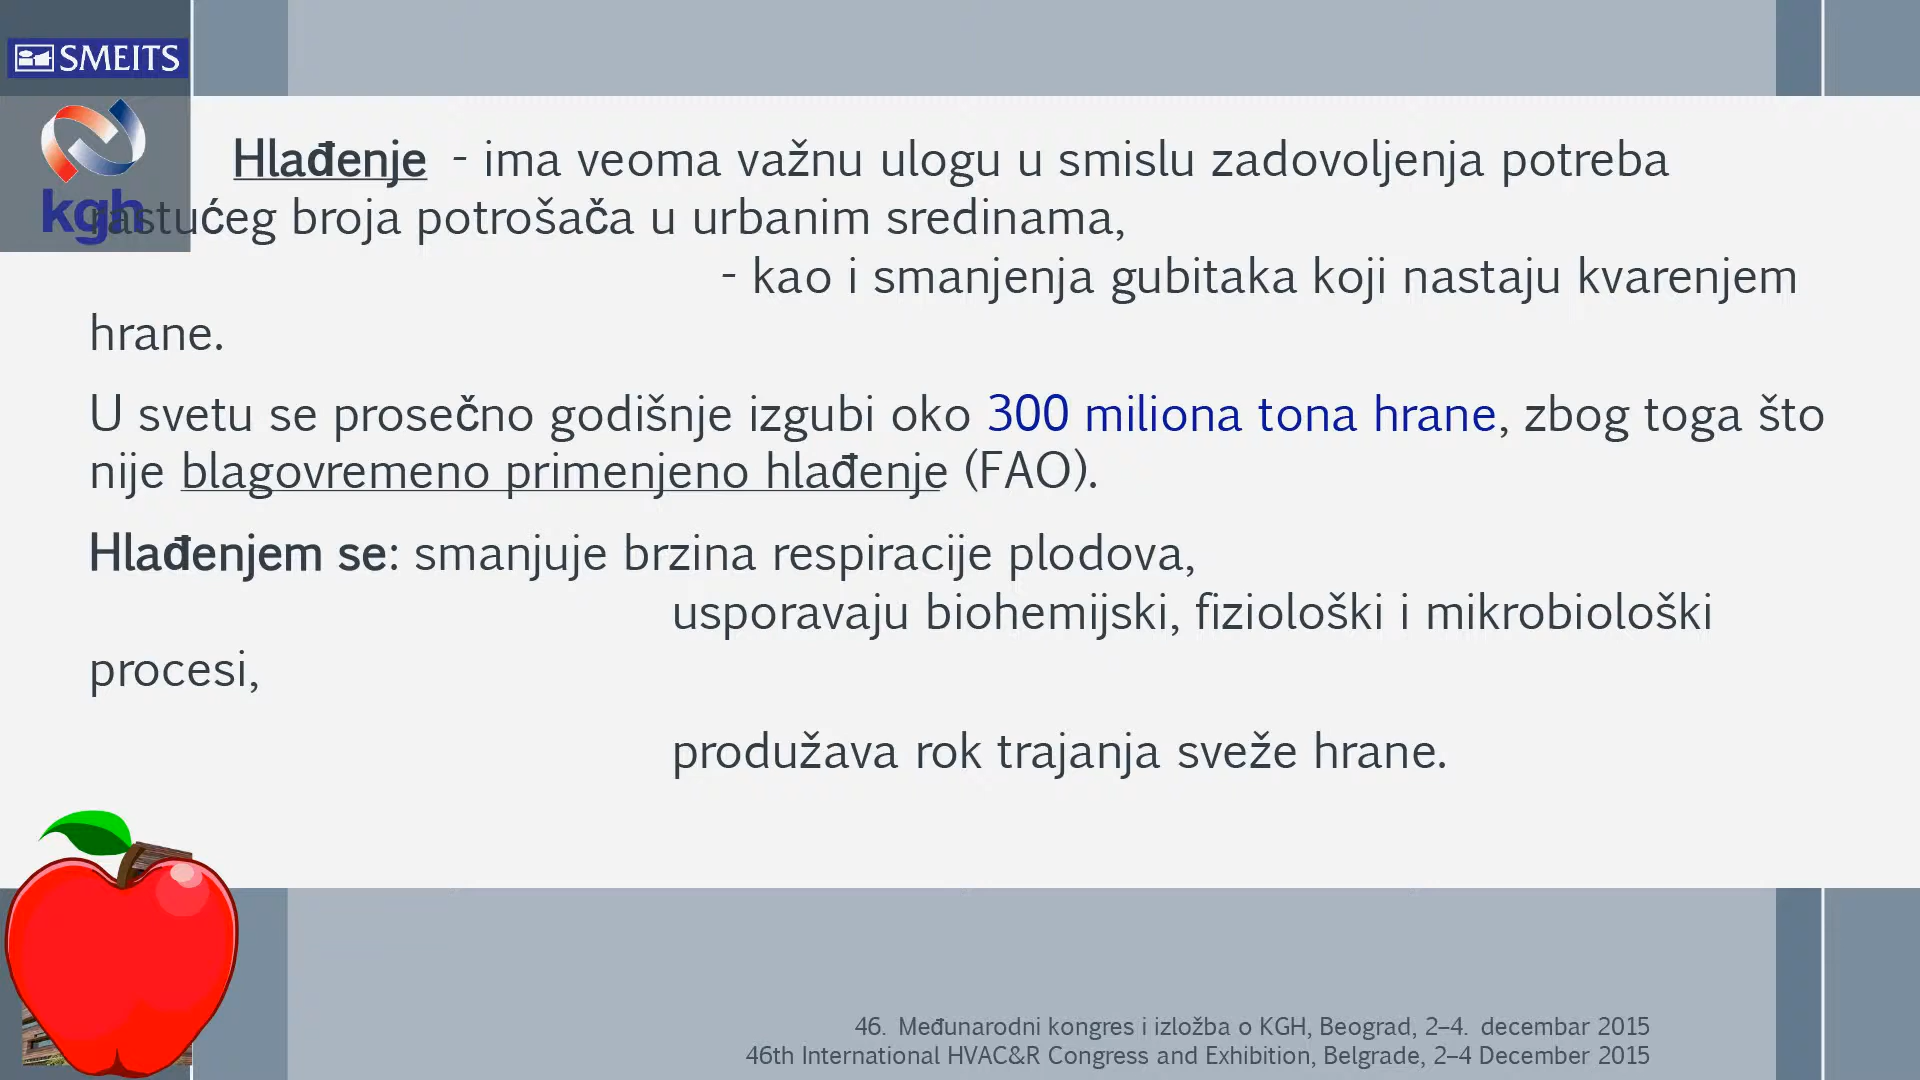 SMEITS
kgh
Hlađenje - ima veoma važnu ulogu u smislu zadovoljenja potreba
rastućeg broja potrošača u urbanim sredinama,
- kao i smanjenja gubitaka koji nastaju kvarenjem
hrane.
U svetu se prosečno godišnje izgubi oko 300 miliona tona hrane, zbog toga što
nije blagovremeno primenjeno hlađenje (FAO).
Hlađenjem se: smanjuje brzina respiracije plodova,
usporavaju biohemijski, fiziološki i mikrobiološki
procesi,
produžava rok trajanja sveže hrane.
46. Međunarodni kongres i izložba o KGH, Beograd, 2–4. decembar 2015
46th International HVAC&R Congress and Exhibition, Belgrade, 2–4 December 2015